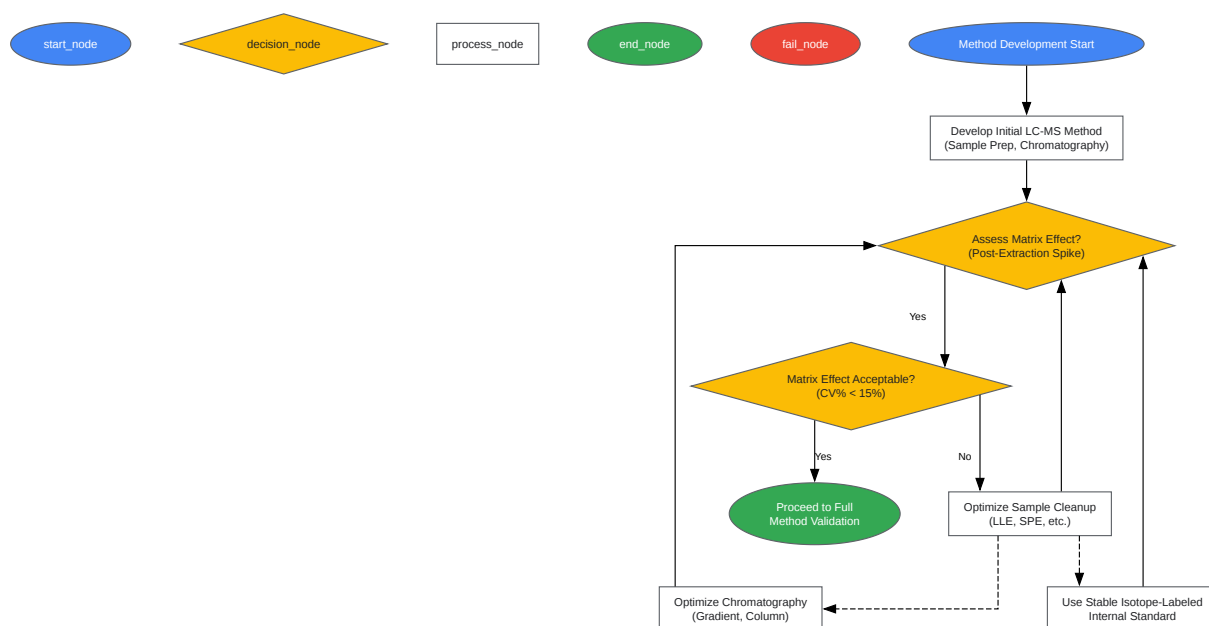 start_node
decision_node
process_node
end_node
fail_node
Method Development Start
Develop Initial LC-MS Method
(Sample Prep, Chromatography)
Assess Matrix Effect?
(Post-Extraction Spike)
Yes
Matrix Effect Acceptable?
(CV% < 15%)
Yes
No
Proceed to Full
Method Validation
Optimize Sample Cleanup
(LLE, SPE, etc.)
Optimize Chromatography
(Gradient, Column)
Use Stable Isotope-Labeled
Internal Standard